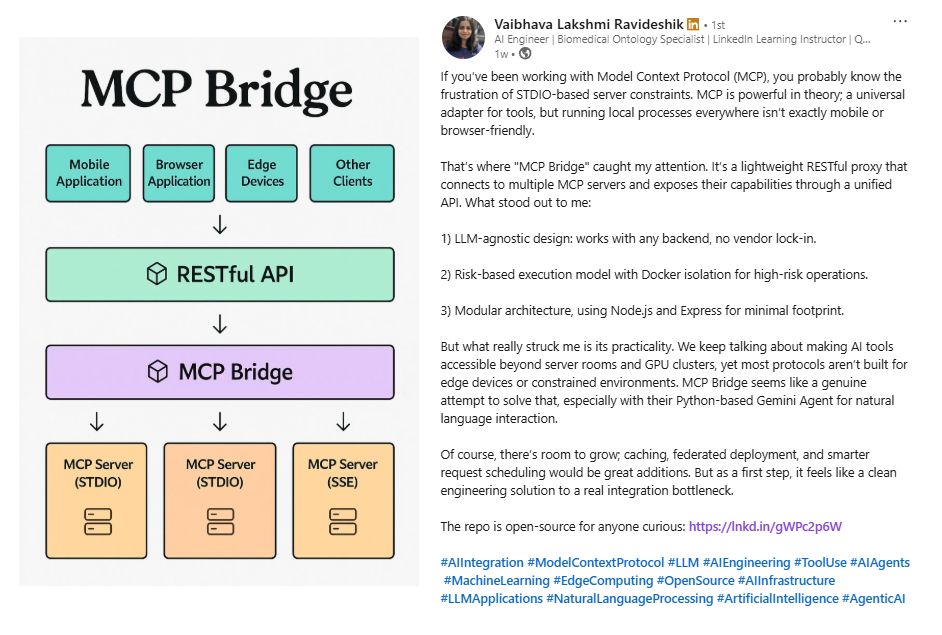 MCP Bridge
Mobile
Application
Browser
Application
Edge
Devices
Other
Clients
RESTful API
MCP Bridge
MCP Server
(STDIO)
MCP Server
(STDIO)
MCP Server
(SSE)
Vaibhava Lakshmi Ravideshik in • 1st
AI Engineer | Biomedical Ontology Specialist | LinkedIn Learning Instructor | Q...
1w •
If you've been working with Model Context Protocol (MCP), you probably know the
frustration of STDIO-based server constraints. MCP is powerful in theory; a universal
adapter for tools, but running local processes everywhere isn't exactly mobile or
browser-friendly.
That's where "MCP Bridge" caught my attention. It's a lightweight RESTful proxy that
connects to multiple MCP servers and exposes their capabilities through a unified
API. What stood out to me:
1) LLM-agnostic design: works with any backend, no vendor lock-in.
2) Risk-based execution model with Docker isolation for high-risk operations.
3) Modular architecture, using Node.js and Express for minimal footprint.
But what really struck me is its practicality. We keep talking about making AI tools
accessible beyond server rooms and GPU clusters, yet most protocols aren't built for
edge devices or constrained environments. MCP Bridge seems like a genuine
attempt to solve that, especially with their Python-based Gemini Agent for natural
language interaction.
Of course, there's room to grow; caching, federated deployment, and smarter
request scheduling would be great additions. But as a first step, it feels like a clean
engineering solution to a real integration bottleneck.
The repo is open-source for anyone curious: https://lnkd.in/gWPc2p6W
#AIIntegration #ModelContextProtocol #LLM #AIEngineering #ToolUse #AIAgents
#MachineLearning #EdgeComputing #OpenSource #AIInfrastructure
#LLMApplications #NaturalLanguageProcessing #ArtificialIntelligence #AgenticAI